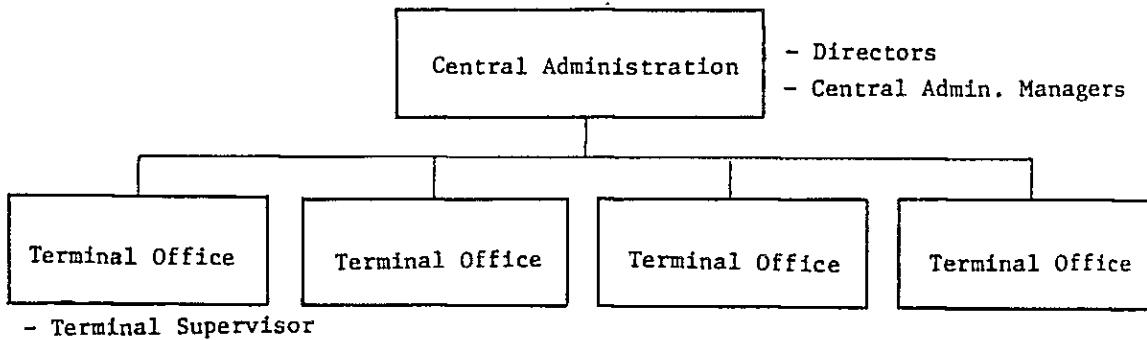 Central Administration
- Directors
- Central Admin. Managers
Terminal Office
Terminal Office
Terminal Office
Terminal Office
- Terminal Supervisor